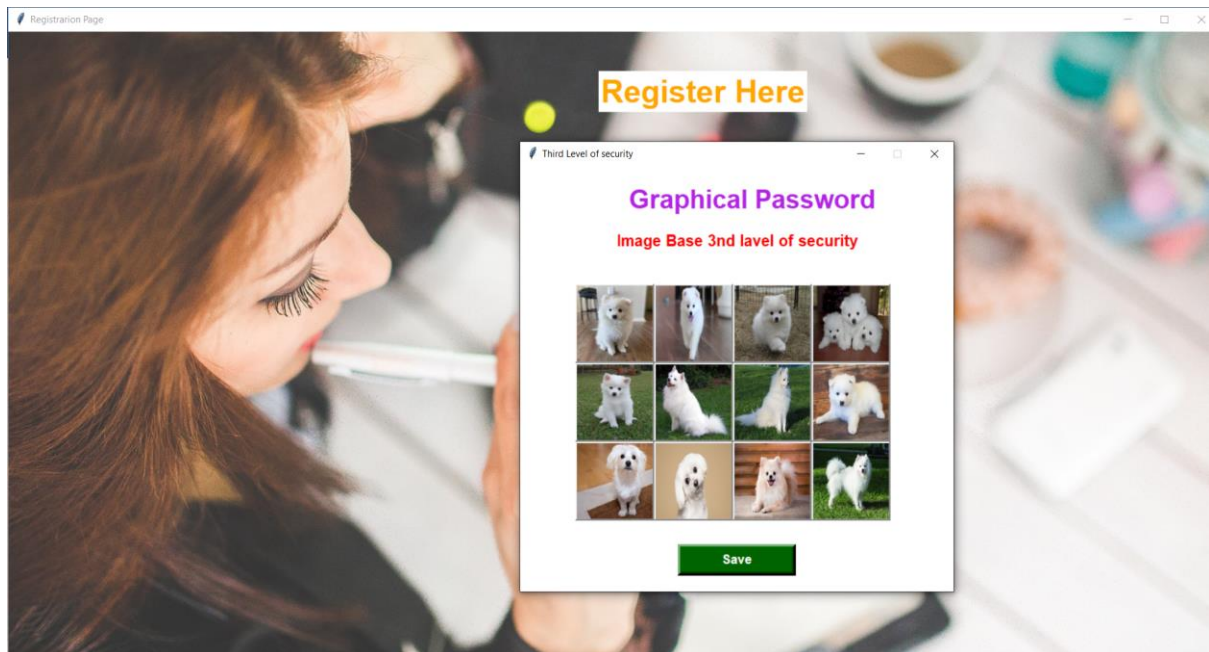 Registrarion Page
Register Here
Third Level of security
Graphical Password
Image Base 3nd lavel of security
Save